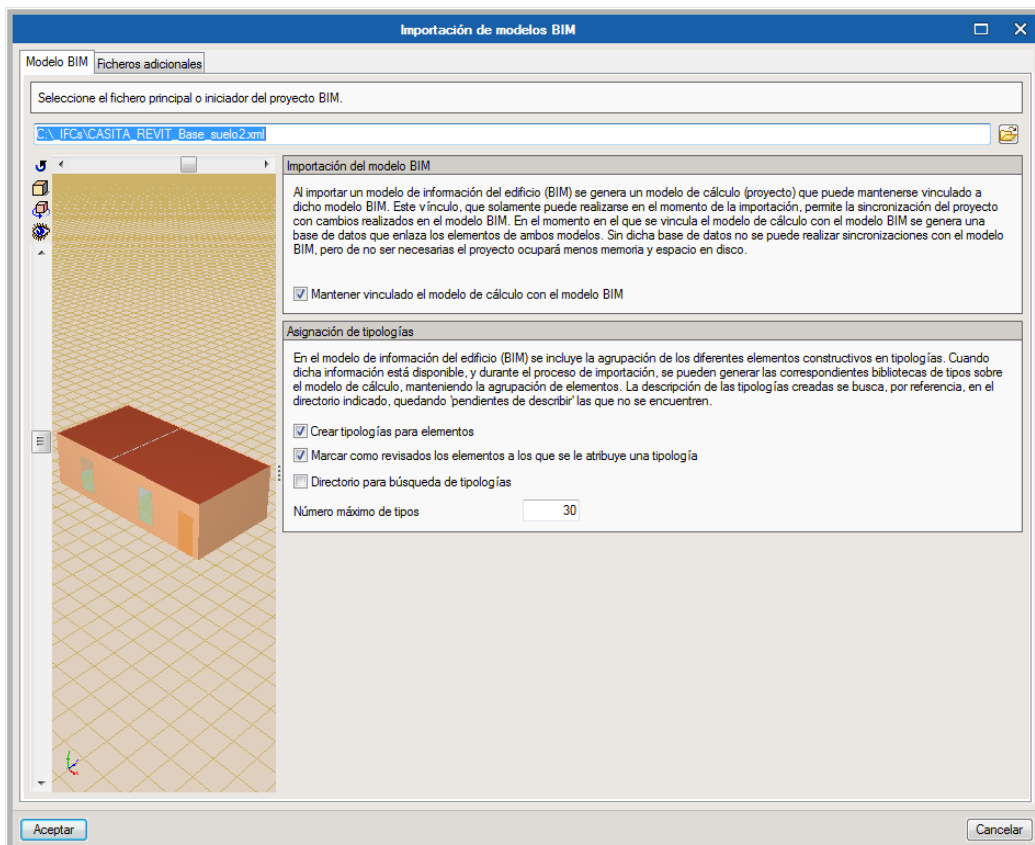 Importación de modelos BIM
Modelo BIM
Ficheros adicionales
Seleccione el fichero principal o iniciador del proyecto BIM.
C:\_IFCs\CASITA_REVIT_Base_suelo2.xml
Importación del modelo BIM
Al importar un modelo de información del edificio (BIM) se genera un modelo de cálculo (proyecto) que puede mantenerse vinculado a
dicho modelo BIM. Este vínculo, que solamente puede realizarse en el momento de la importación, permite la sincronización del proyecto
con cambios realizados en el modelo BIM. En el momento en el que se vincula el modelo de cálculo con el modelo BIM se genera una
base de datos que enlaza los elementos de ambos modelos. Sin dicha base de datos no se puede realizar sincronizaciones con el modelo
BIM, pero de no ser necesarias el proyecto ocupará menos memoria y espacio en disco.
Mantener vinculado el modelo de cálculo con el modelo BIM
Asignación de tipologías
En el modelo de información del edificio (BIM) se incluye la agrupación de los diferentes elementos constructivos en tipologías. Cuando
dicha información está disponible, y durante el proceso de importación, se pueden generar las correspondientes bibliotecas de tipos sobre
el modelo de cálculo, manteniendo la agrupación de elementos. La descripción de las tipologías creadas se busca, por referencia, en el
directorio indicado, quedando 'pendientes de describir' las que no se encuentren.
Crear tipologías para elementos
Marcar como revisados los elementos a los que se le atribuye una tipología
Directorio para búsqueda de tipologías
Número máximo de tipos 30
Aceptar
Cancelar